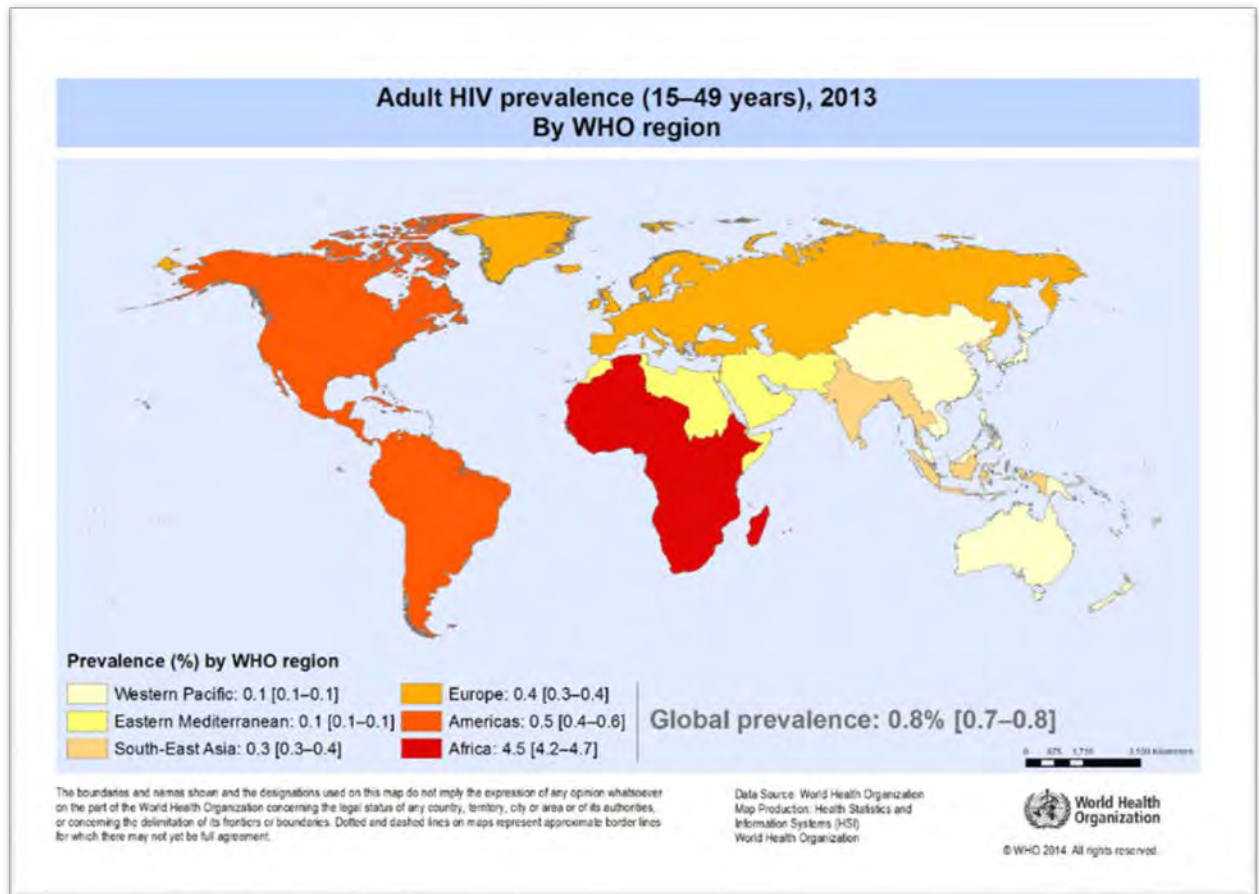 Adult HIV prevalence (15–49 years), 2013
By WHO region
Prevalence (%) by WHO region
Western Pacific: 0.1 [0.1–0.1]
Eastern Mediterranean: 0.1 [0.1–0.1]
South-East Asia: 0.3 [0.3–0.4]
Europe: 0.4 [0.3–0.4]
Americas: 0.5 [0.4–0.6]
Africa: 4.5 [4.2–4.7]
Global prevalence: 0.8% [0.7–0.8]
0 Kilometers
The boundaries and names shown and the designations used on this map do not imply the expression of any opinion whatsoever
on the part of the World Health Organization concerning the legal status of any country, territory, city or area or of its authorities,
or concerning the delimitation of its frontiers or boundaries. Dotted and dashed lines on maps represent approximate border lines
for which there may not yet be full agreement.
Data Source: World Health Organization
Map Production: Health Statistics and
Information Systems (HSI)
World Health Organization
World Health
Organization
© WHO 2014. All rights reserved.